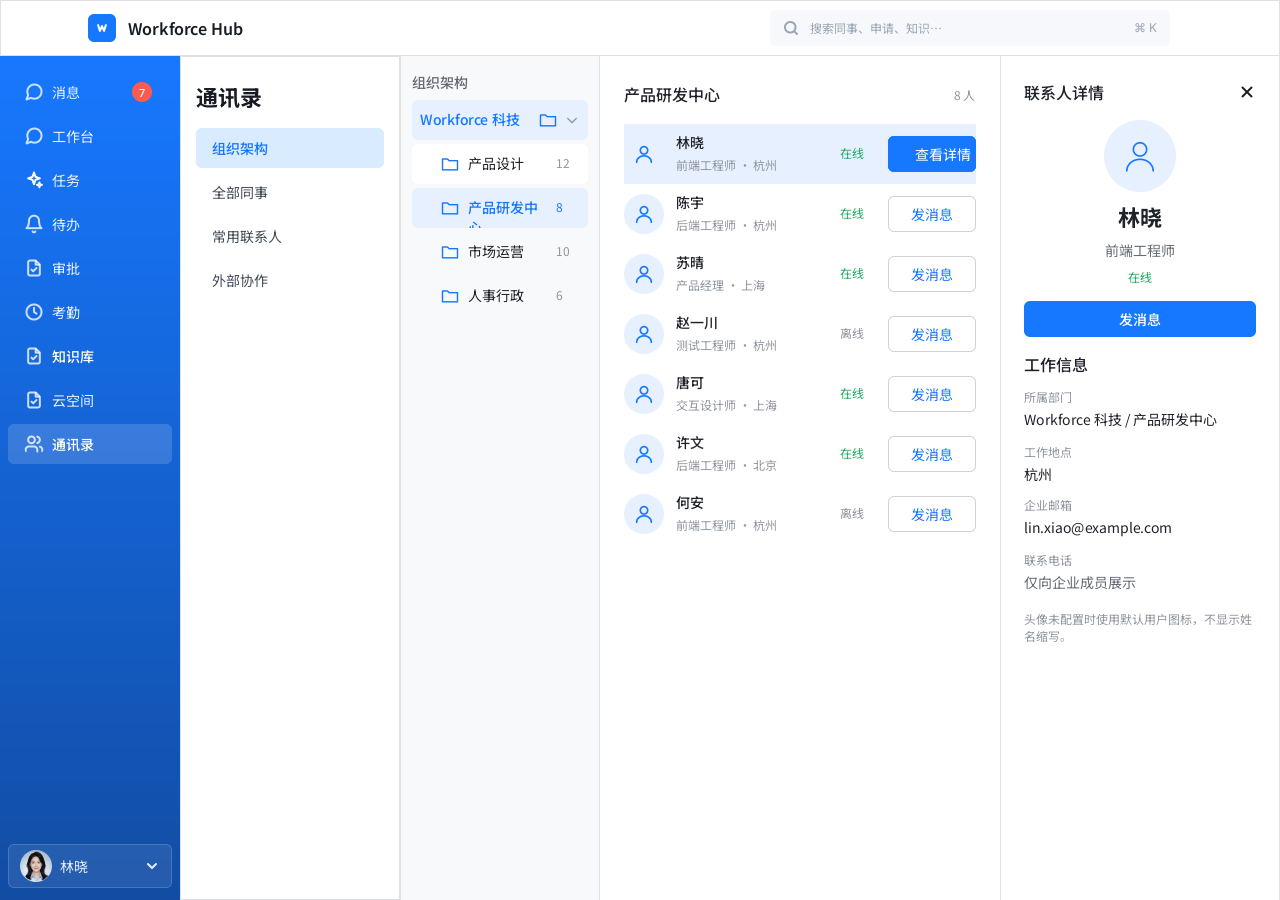 Workforce Hub
搜索同事、申请、知识…
⌘ K
消息
7
工作台
任务
待办
审批
考勤
知识库
云空间
通讯录
林晓
通讯录
组织架构
全部同事
常用联系人
外部协作
组织架构
Workforce 科技
产品设计
12
产品研发中
心
8
市场运营
10
人事行政
6
产品研发中心
8 人
林晓
前端工程师 · 杭州
在线
查看详情
陈宇
后端工程师 · 杭州
在线
发消息
苏晴
产品经理 · 上海
在线
发消息
赵一川
测试工程师 · 杭州
离线
发消息
唐可
交互设计师 · 上海
在线
发消息
许文
后端工程师 · 北京
在线
发消息
何安
前端工程师 · 杭州
离线
发消息
联系人详情
林晓
前端工程师
在线
发消息
工作信息
所属部门
Workforce 科技 / 产品研发中心
工作地点
杭州
企业邮箱
lin.xiao@example.com
联系电话
仅向企业成员展示
头像未配置时使用默认用户图标，不显示姓
名缩写。